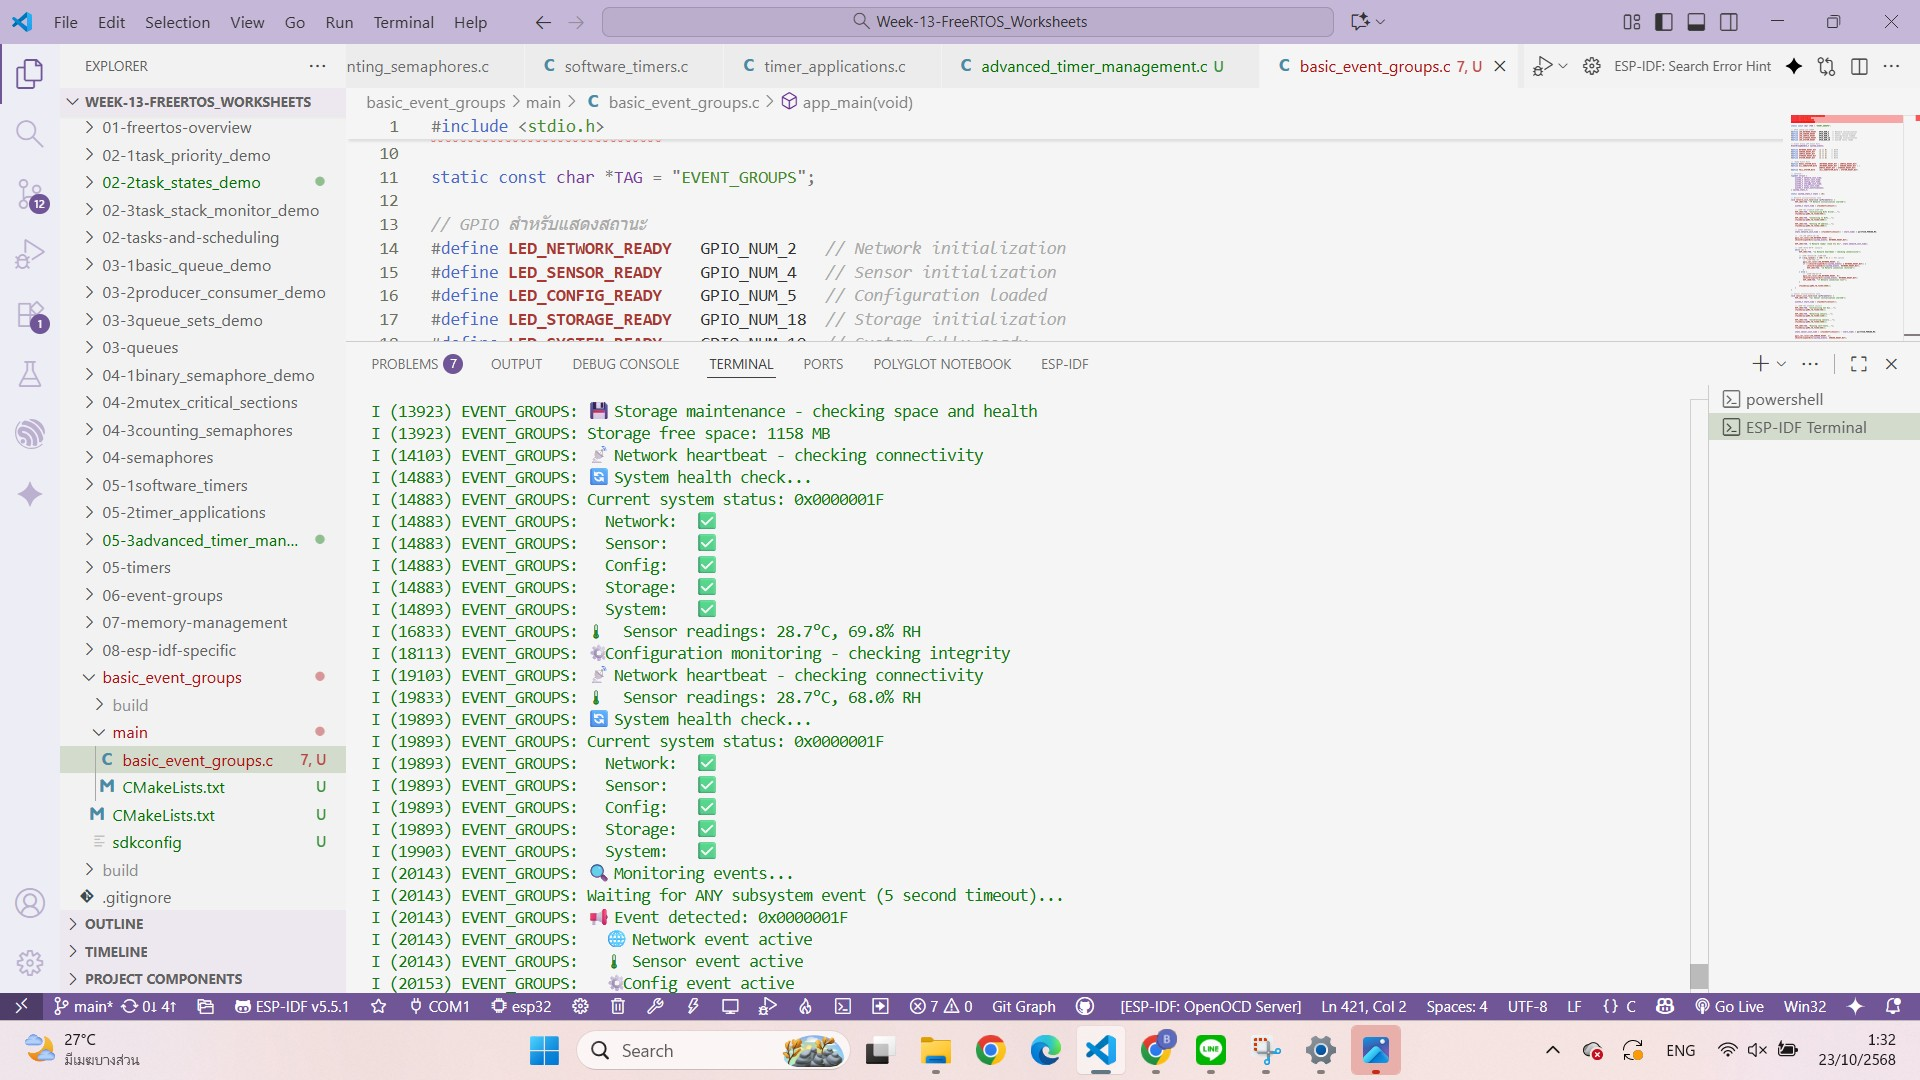 File Edit Selection View Go Run Terminal Help
Week-13-FreeRTOS_Worksheets
EXPLORER
nting_semaphores.c
software_timers.c
timer_applications.c
advanced_timer_management.c U
basic_event_groups.c 7, U
ESP-IDF: Search Error Hint
WEEK-13-FREERTOS_WORKSHEETS
01-freertos-overview
02-1task_priority_demo
02-2task_states_demo
02-3task_stack_monitor_demo
02-tasks-and-scheduling
03-1basic_queue_demo
03-2producer_consumer_demo
03-3queue_sets_demo
03-queues
04-1binary_semaphore_demo
04-2mutex_critical_sections
04-3counting_semaphores
04-semaphores
05-1software_timers
05-2timer_applications
05-3advanced_timer_man...
05-timers
06-event-groups
07-memory-management
08-esp-idf-specific
basic_event_groups
build
main
basic_event_groups.c 7, U
CMakeLists.txt U
CMakeLists.txt U
sdkconfig U
build
.gitignore
OUTLINE
TIMELINE
PROJECT COMPONENTS
12
1
basic_event_groups > main > C basic_event_groups.c > app_main(void)
1 #include <stdio.h>
10
11 static const char *TAG = "EVENT_GROUPS";
12
13 // GPIO สำหรับแสดงสถานะ
14 #define LED_NETWORK_READY GPIO_NUM_2 // Network initialization
15 #define LED_SENSOR_READY GPIO_NUM_4 // Sensor initialization
16 #define LED_CONFIG_READY GPIO_NUM_5 // Configuration loaded
17 #define LED_STORAGE_READY GPIO_NUM_18 // Storage initialization
PROBLEMS 7 OUTPUT DEBUG CONSOLE TERMINAL PORTS POLYGLOT NOTEBOOK ESP-IDF
powershell
ESP-IDF Terminal
I (13923) EVENT_GROUPS: 💾 Storage maintenance - checking space and health
I (13923) EVENT_GROUPS: Storage free space: 1158 MB
I (14103) EVENT_GROUPS: 📡 Network heartbeat - checking connectivity
I (14883) EVENT_GROUPS: 🔄 System health check...
I (14883) EVENT_GROUPS: Current system status: 0x0000001F
I (14883) EVENT_GROUPS: Network: ✅
I (14883) EVENT_GROUPS: Sensor: ✅
I (14883) EVENT_GROUPS: Config: ✅
I (14883) EVENT_GROUPS: Storage: ✅
I (14893) EVENT_GROUPS: System: ✅
I (16833) EVENT_GROUPS: 🌡 Sensor readings: 28.7°C, 69.8% RH
I (18113) EVENT_GROUPS: ⚙Configuration monitoring - checking integrity
I (19103) EVENT_GROUPS: 📡 Network heartbeat - checking connectivity
I (19833) EVENT_GROUPS: 🌡 Sensor readings: 28.7°C, 68.0% RH
I (19893) EVENT_GROUPS: 🔄 System health check...
I (19893) EVENT_GROUPS: Current system status: 0x0000001F
I (19893) EVENT_GROUPS: Network: ✅
I (19893) EVENT_GROUPS: Sensor: ✅
I (19893) EVENT_GROUPS: Config: ✅
I (19893) EVENT_GROUPS: Storage: ✅
I (19903) EVENT_GROUPS: System: ✅
I (20143) EVENT_GROUPS: 🔍 Monitoring events...
I (20143) EVENT_GROUPS: Waiting for ANY subsystem event (5 second timeout)...
I (20143) EVENT_GROUPS: 📢 Event detected: 0x0000001F
I (20143) EVENT_GROUPS: 🌐 Network event active
I (20143) EVENT_GROUPS: 🌡 Sensor event active
I (20153) EVENT_GROUPS: ⚙Config event active
main* 0↓ 4↑ ESP-IDF v5.5.1 COM1 esp32 7 0 Git Graph [ESP-IDF: OpenOCD Server] Ln 421, Col 2 Spaces: 4 UTF-8 LF {} C Go Live Win32
27°C
มีเมฆบางส่วน
Search
ENG
1:32
23/10/2568